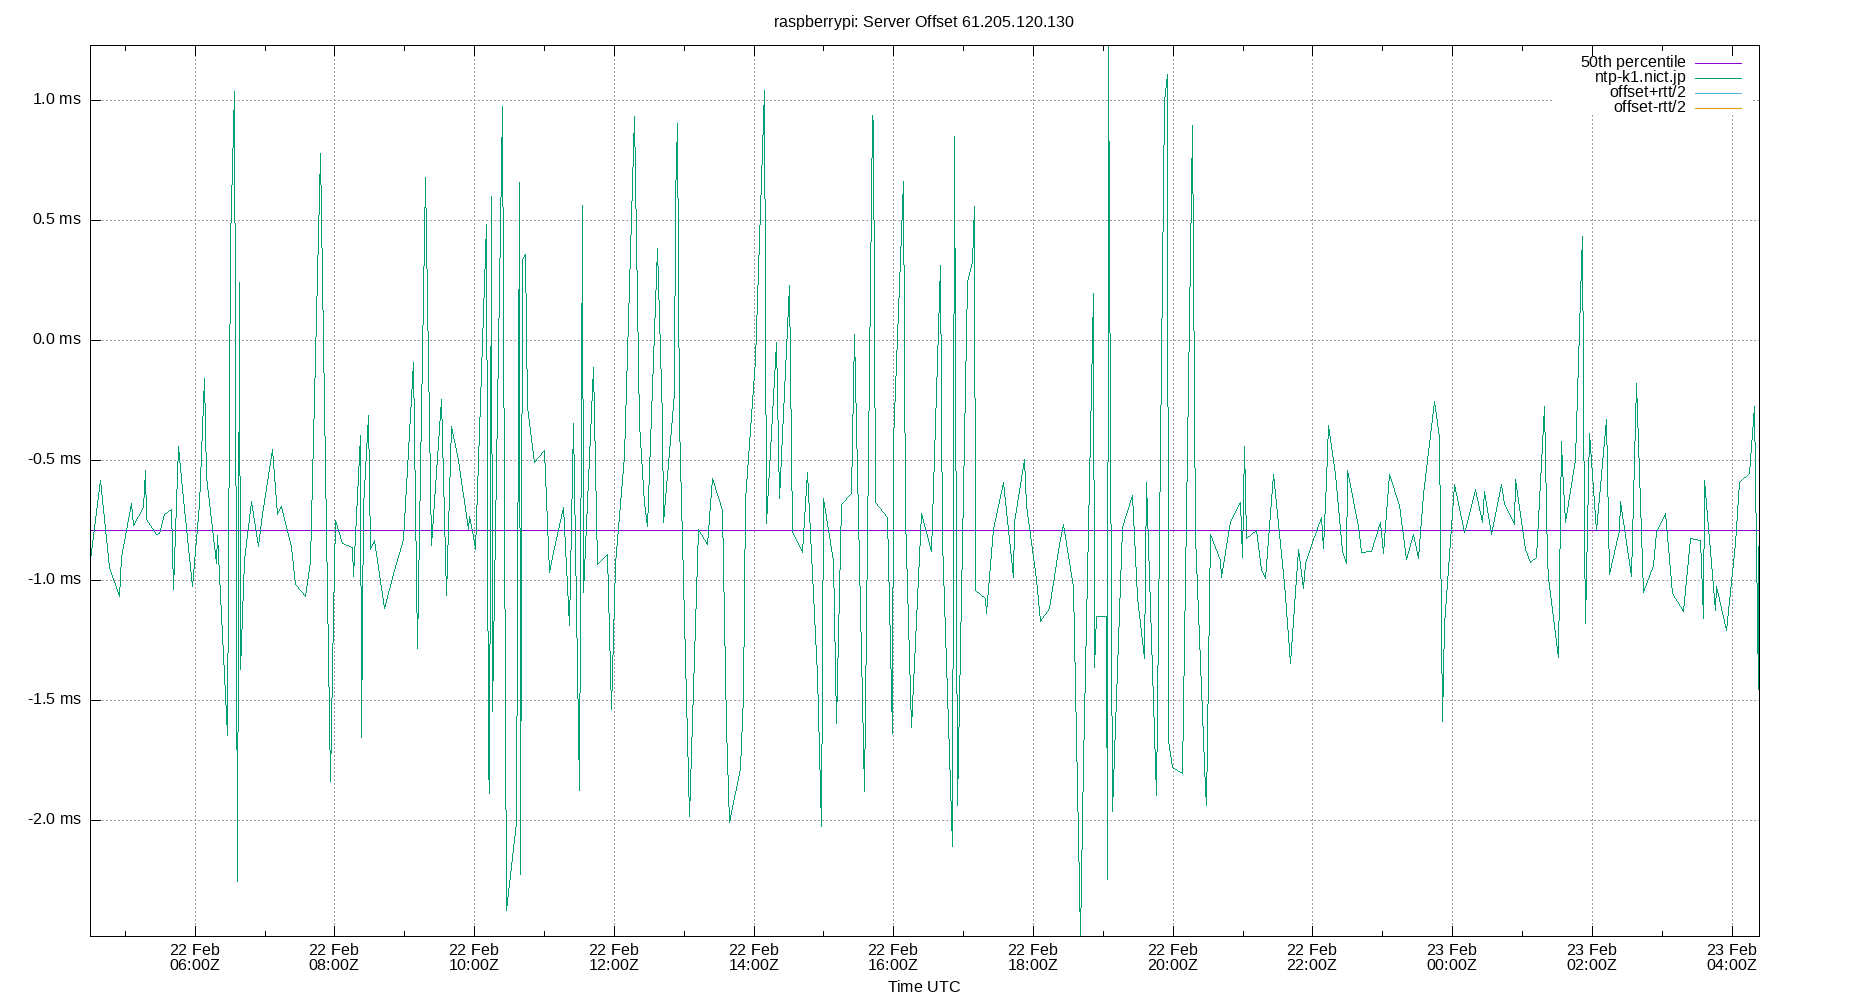 raspberrypi: Server Offset 61.205.120.130
50th percentile
ntp-k1.nict.jp
offset+rtt/2
offset-rtt/2
1.0 ms
0.5 ms
0.0 ms
-0.5 ms
-1.0 ms
-1.5 ms
-2.0 ms
22 Feb 22 Feb 22 Feb 22 Feb 22 Feb 22 Feb 22 Feb 22 Feb 22 Feb 23 Feb 23 Feb 23 Feb
06:00Z 08:00Z 10:00Z 12:00Z 14:00Z 16:00Z 18:00Z 20:00Z 22:00Z 00:00Z 02:00Z 04:00Z
Time UTC